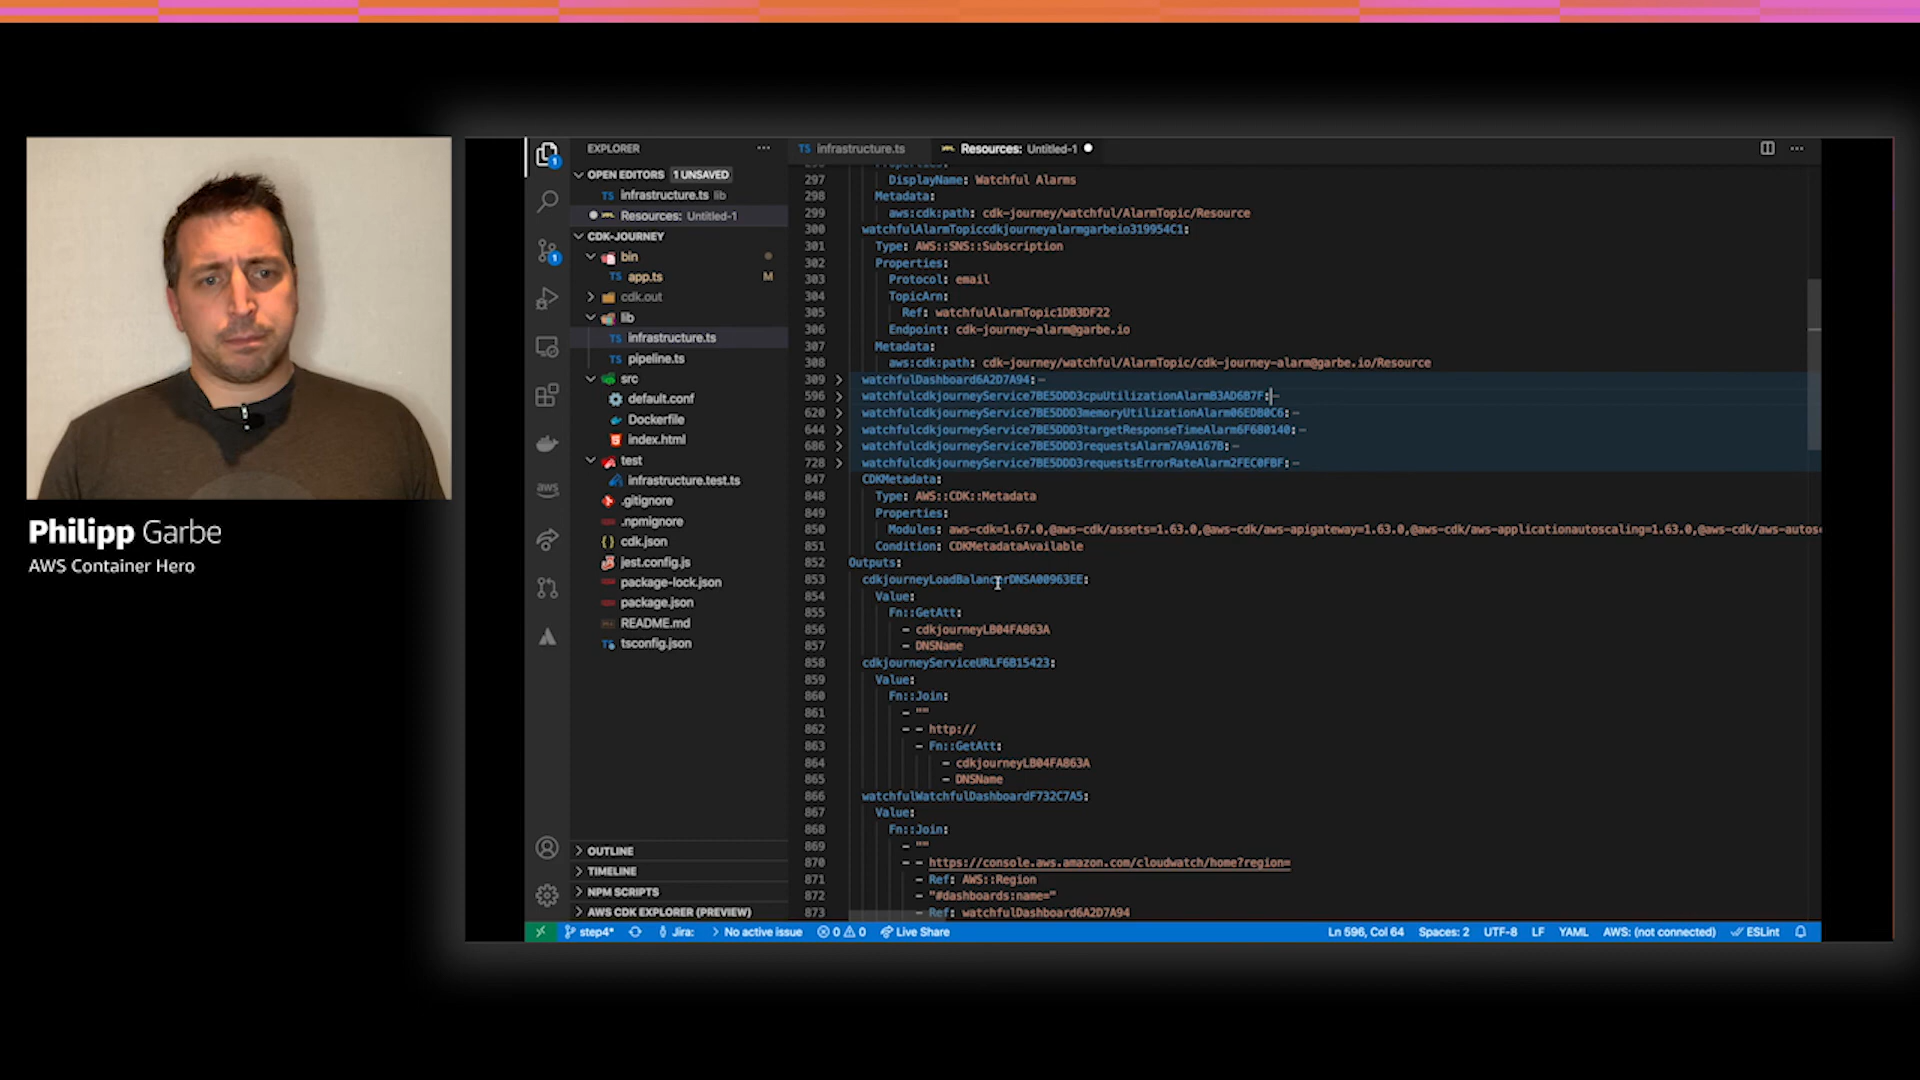 Philipp Garbe
AWS Container Hero
EXPLORER
OPEN EDITORS 1 UNSAVED
TS infrastructure.ts lib
Resources: Untitled-1
CDK-JOURNEY
bin
TS app.ts M
cdk.out
lib
TS infrastructure.ts
TS pipeline.ts
src
default.conf
Dockerfile
index.html
test
infrastructure.test.ts
.gitignore
.npmignore
{} cdk.json
jest.config.js
package-lock.json
package.json
README.md
TS tsconfig.json
OUTLINE
TIMELINE
NPM SCRIPTS
AWS CDK EXPLORER (PREVIEW)
aws
1
1
TS infrastructure.ts
Resources: Untitled-1
297 DisplayName: Watchful Alarms
298 Metadata:
299 aws:cdk:path: cdk-journey/watchful/AlarmTopic/Resource
300 watchfulAlarmTopiccdkjourneyalarmgarbeio319954C1:
301 Type: AWS::SNS::Subscription
302 Properties:
303 Protocol: email
304 TopicArn:
305 Ref: watchfulAlarmTopic1DB3DF22
306 Endpoint: cdk-journey-alarm@garbe.io
307 Metadata:
308 aws:cdk:path: cdk-journey/watchful/AlarmTopic/cdk-journey-alarm@garbe.io/Resource
309 watchfulDashboard6A2D7A94:
596 watchfulcdkjourneyService7BE5DDD3cpuUtilizationAlarmB3AD6B7F:
620 watchfulcdkjourneyService7BE5DDD3memoryUtilizationAlarm06EDB0C6:
644 watchfulcdkjourneyService7BE5DDD3targetResponseTimeAlarm6F680140:
686 watchfulcdkjourneyService7BE5DDD3requestsAlarm7A9A167B:
728 watchfulcdkjourneyService7BE5DDD3requestsErrorRateAlarm2FEC0FBF:
847 CDKMetadata:
848 Type: AWS::CDK::Metadata
849 Properties:
850 Modules: aws-cdk=1.67.0,@aws-cdk/assets=1.63.0,@aws-cdk/aws-apigateway=1.63.0,@aws-cdk/aws-applicationautoscaling=1.63.0,@aws-cdk/aws-autosc
851 Condition: CDKMetadataAvailable
852 Outputs:
853 cdkjourneyLoadBalancerDNSA00963EE:
854 Value:
855 Fn::GetAtt:
856 - cdkjourneyLB04FA863A
857 - DNSName
858 cdkjourneyServiceURLF6B15423:
859 Value:
860 Fn::Join:
861 - ""
862 - - http://
863 - Fn::GetAtt:
864 - cdkjourneyLB04FA863A
865 - DNSName
866 watchfulWatchfulDashboardF732C7A5:
867 Value:
868 Fn::Join:
869 - ""
870 - - https://console.aws.amazon.com/cloudwatch/home?region=
871 - Ref: AWS::Region
872 - "#dashboards:name="
873 - Ref: watchfulDashboard6A2D7A94
step4* Jira: No active issue 0 0 Live Share Ln 596, Col 64 Spaces: 2 UTF-8 LF YAML AWS: (not connected) ESLint